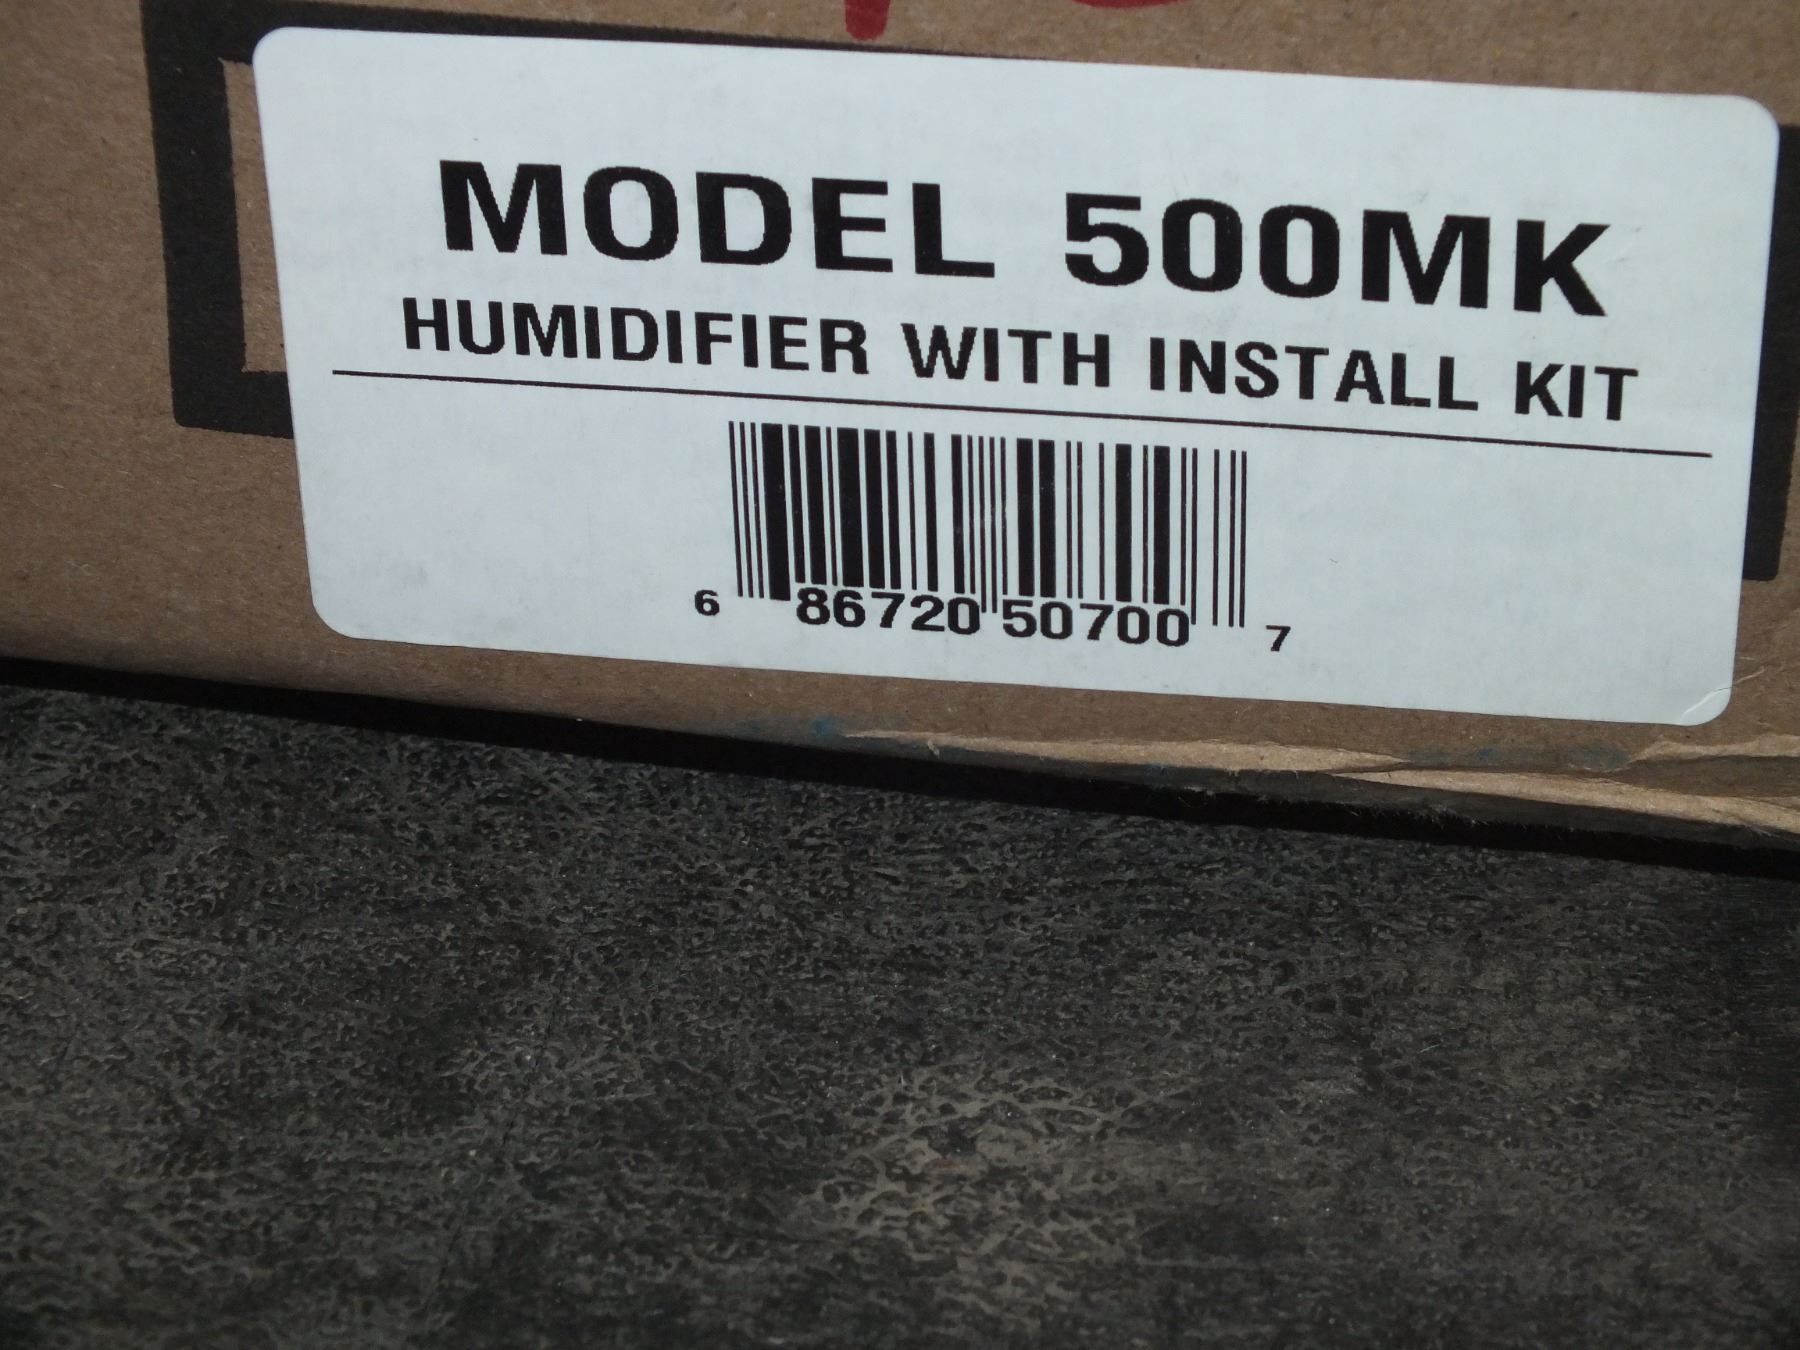 MODEL 500MK
HUMIDIFIER WITH INSTALL KIT
6 86720 50700 7